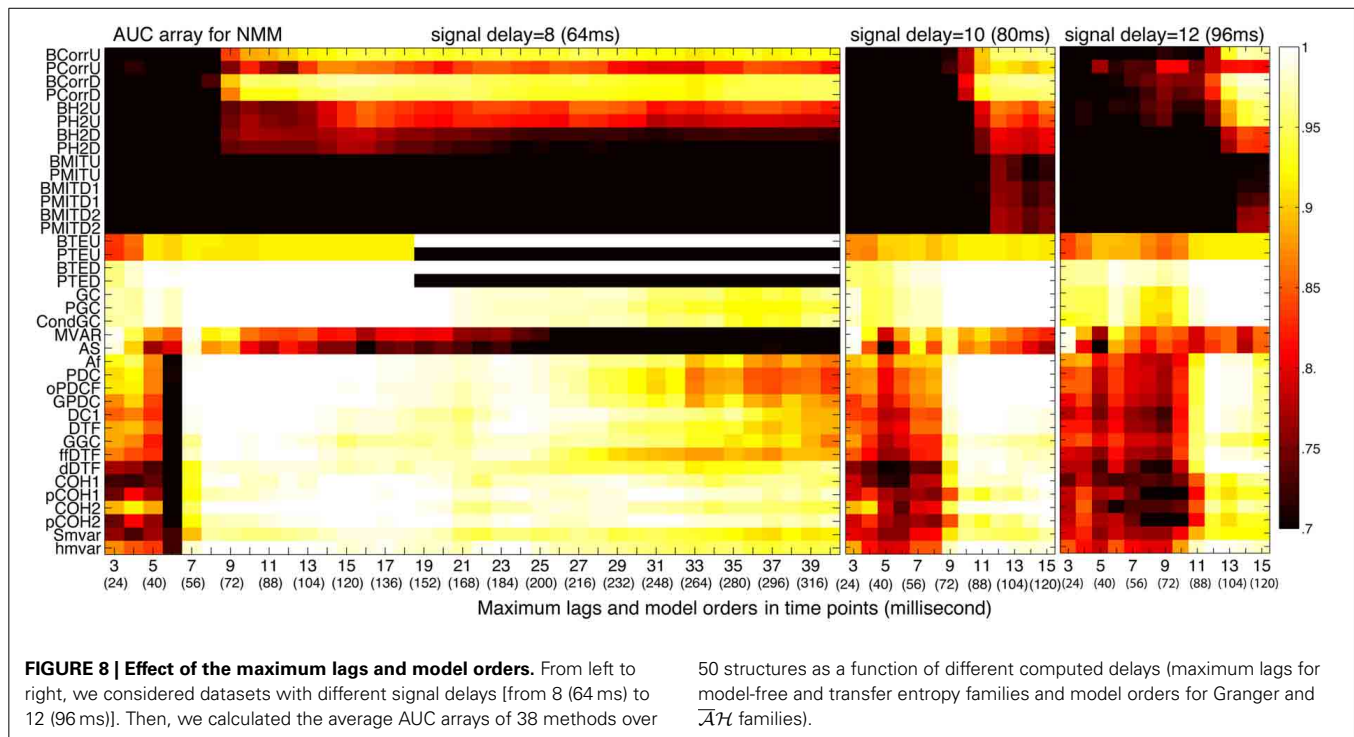 AUC array for NMM
signal delay=8 (64ms)
signal delay=10 (80ms)
signal delay=12 (96ms)
BCorrU
PCorrU
BCorrD
PCorrD
BH2U
PH2U
BH2D
PH2D
BMITU
PMITU
BMITD1
PMITD1
BMITD2
PMITD2
BTEU
PTEU
BTED
PTED
GC
PGC
CondGC
MVAR
AS
Af
PDC
oPDCF
GPDC
DC1
DTF
GGC
ffDTF
dDTF
COH1
pCOH1
COH2
pCOH2
Smvar
hmvar
1
.95
.9
.85
.8
.75
.7
3 5 7 9 11 13 15 17 19 21 23 25 27 29 31 33 35 37 39
(24) (40) (56) (72) (88) (104) (120) (136) (152) (168) (184) (200) (216) (232) (248) (264) (280) (296) (316)
3 5 7 9 11 13 15
(24) (40) (56) (72) (88) (104) (120)
3 5 7 9 11 13 15
(24) (40) (56) (72) (88) (104) (120)
Maximum lags and model orders in time points (millisecond)
FIGURE 8 | Effect of the maximum lags and model orders. From left to
right, we considered datasets with different signal delays [from 8 (64 ms) to
12 (96 ms)]. Then, we calculated the average AUC arrays of 38 methods over
50 structures as a function of different computed delays (maximum lags for
model-free and transfer entropy families and model orders for Granger and
A̅H families).